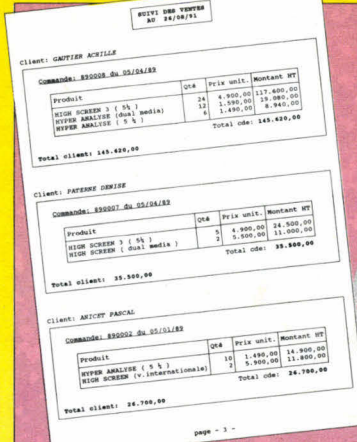 SUIVI DES VENTES
AU 26/08/91
Client: GAUTIER ACHILLE
Commande: 890008 du 05/04/89
Produit Qté Prix unit. Montant HT
HIGH SCREEN 3 ( 5¼ ) 24 4.900,00 117.600,00
HYPER ANALYSE (dual media) 12 1.590,00 19.080,00
HYPER ANALYSE ( 5 ¼ ) 6 1.490,00 8.940,00
Total cde: 145.620,00
Total client: 145.620,00
Client: PATERNE DENISE
Commande: 890007 du 05/04/89
Produit Qté Prix unit. Montant HT
HIGH SCREEN 3 ( 5¼ ) 5 4.900,00 24.500,00
HIGH SCREEN ( dual media ) 2 5.500,00 11.000,00
Total cde: 35.500,00
Total client: 35.500,00
Client: ANICET PASCAL
Commande: 890002 du 05/01/89
Produit Qté Prix unit. Montant HT
HYPER ANALYSE ( 5 ¼ ) 10 1.490,00 14.900,00
HIGH SCREEN (v.internationale) 2 5.900,00 11.800,00
Total cde: 26.700,00
Total client: 26.700,00
page - 3 -